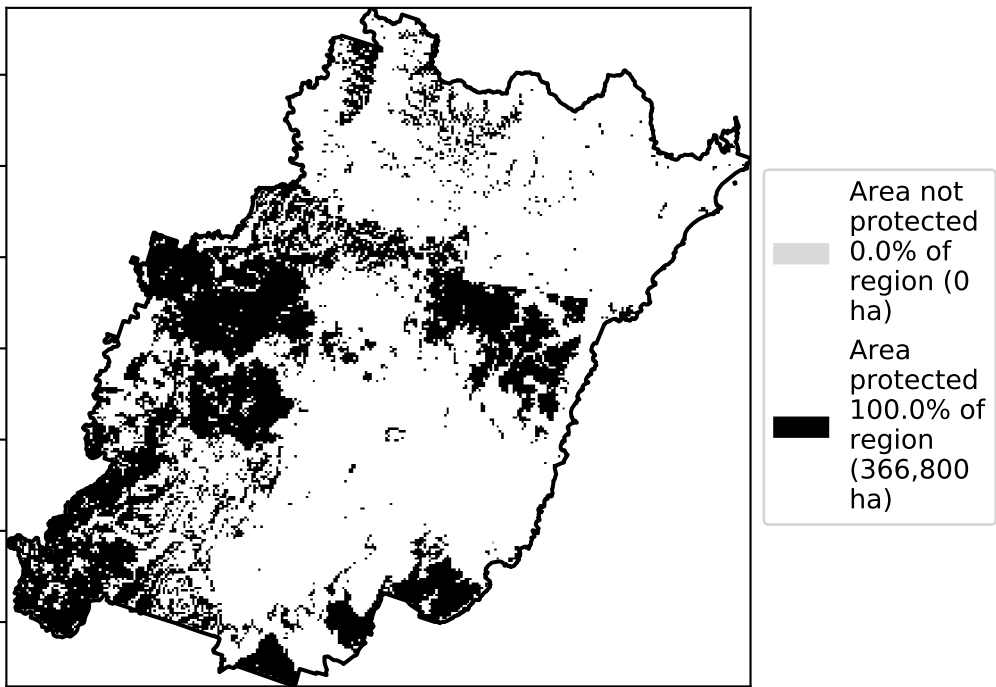 Area not
protected
0.0% of
region (0
ha)
Area
protected
100.0% of
region
(366,800
ha)